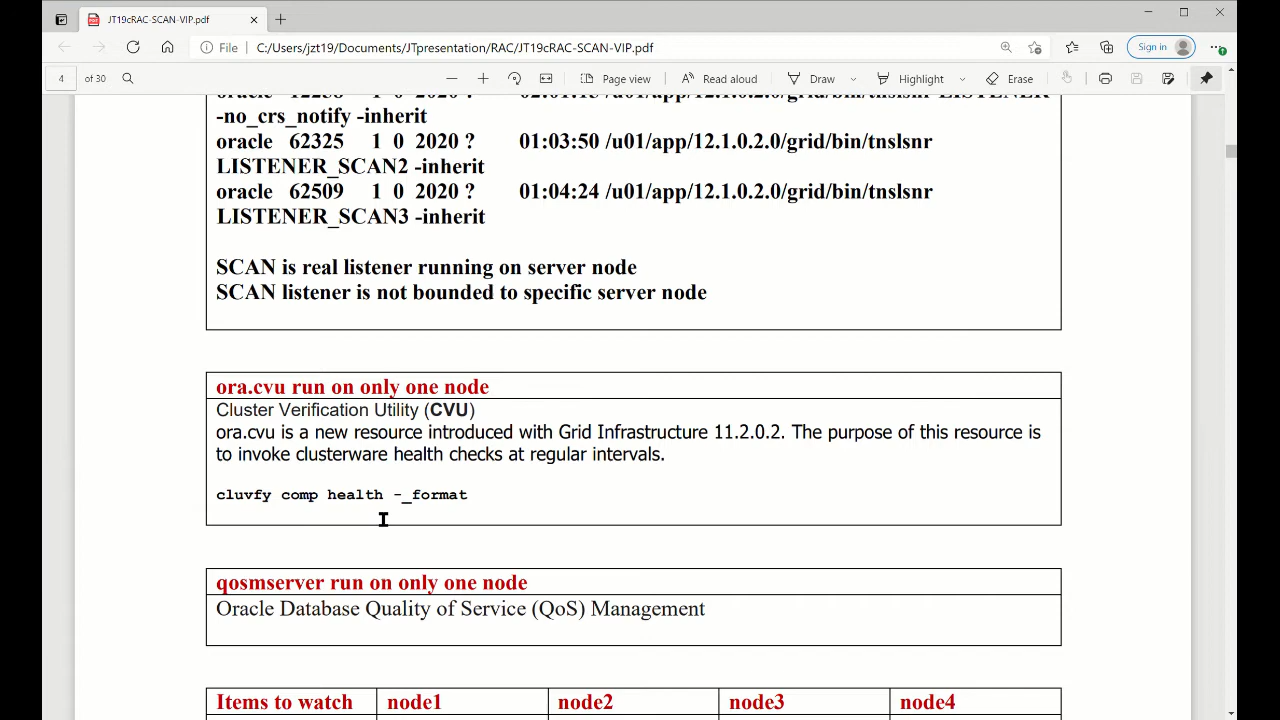 JT19cRAC-SCAN-VIP.pdf
File C:/Users/jzt19/Documents/JTpresentation/RAC/JT19cRAC-SCAN-VIP.pdf
Sign in
4 of 30
Page view
Read aloud
Draw
Highlight
Erase
-no_crs_notify -inherit
oracle 62325 1 0 2020 ? 01:03:50 /u01/app/12.1.0.2.0/grid/bin/tnslsnr
LISTENER_SCAN2 -inherit
oracle 62509 1 0 2020 ? 01:04:24 /u01/app/12.1.0.2.0/grid/bin/tnslsnr
LISTENER_SCAN3 -inherit
SCAN is real listener running on server node
SCAN listener is not bounded to specific server node
ora.cvu run on only one node
Cluster Verification Utility (CVU)
ora.cvu is a new resource introduced with Grid Infrastructure 11.2.0.2. The purpose of this resource is
to invoke clusterware health checks at regular intervals.
cluvfy comp health -_format
qosmserver run on only one node
Oracle Database Quality of Service (QoS) Management
Items to watch node1 node2 node3 node4